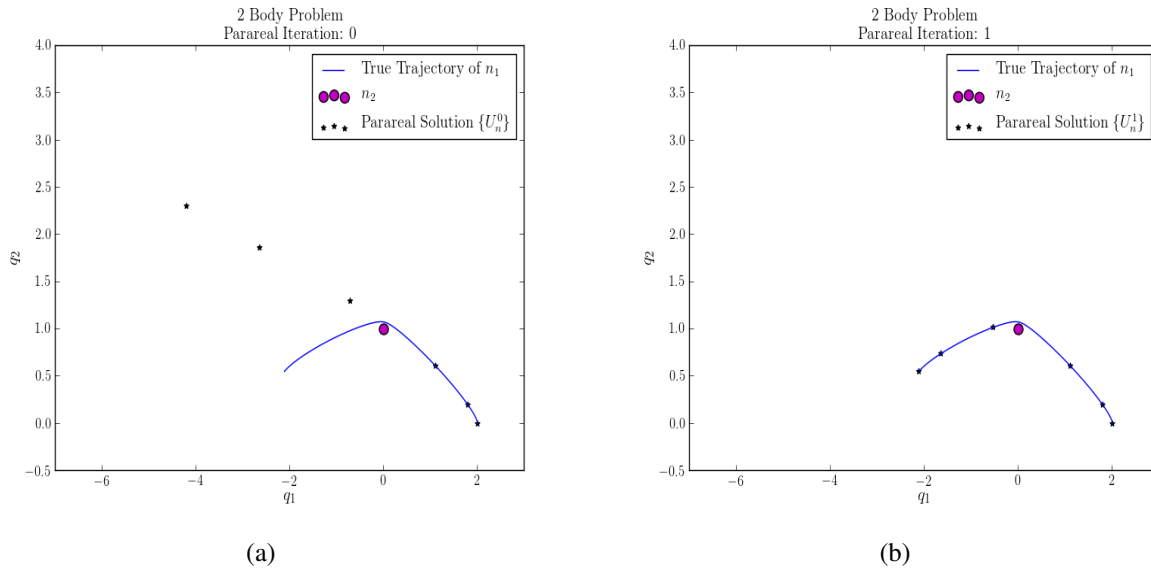 2 Body Problem
Parareal Iteration: 0
True Trajectory of n₁
n₂
Parareal Solution {U⁰ₙ}
4.0
3.5
3.0
2.5
2.0
1.5
1.0
0.5
0.0
−0.5
q₂
−6 −4 −2 0 2
q₁
(a)
2 Body Problem
Parareal Iteration: 1
True Trajectory of n₁
n₂
Parareal Solution {U¹ₙ}
4.0
3.5
3.0
2.5
2.0
1.5
1.0
0.5
0.0
−0.5
q₂
−6 −4 −2 0 2
q₁
(b)